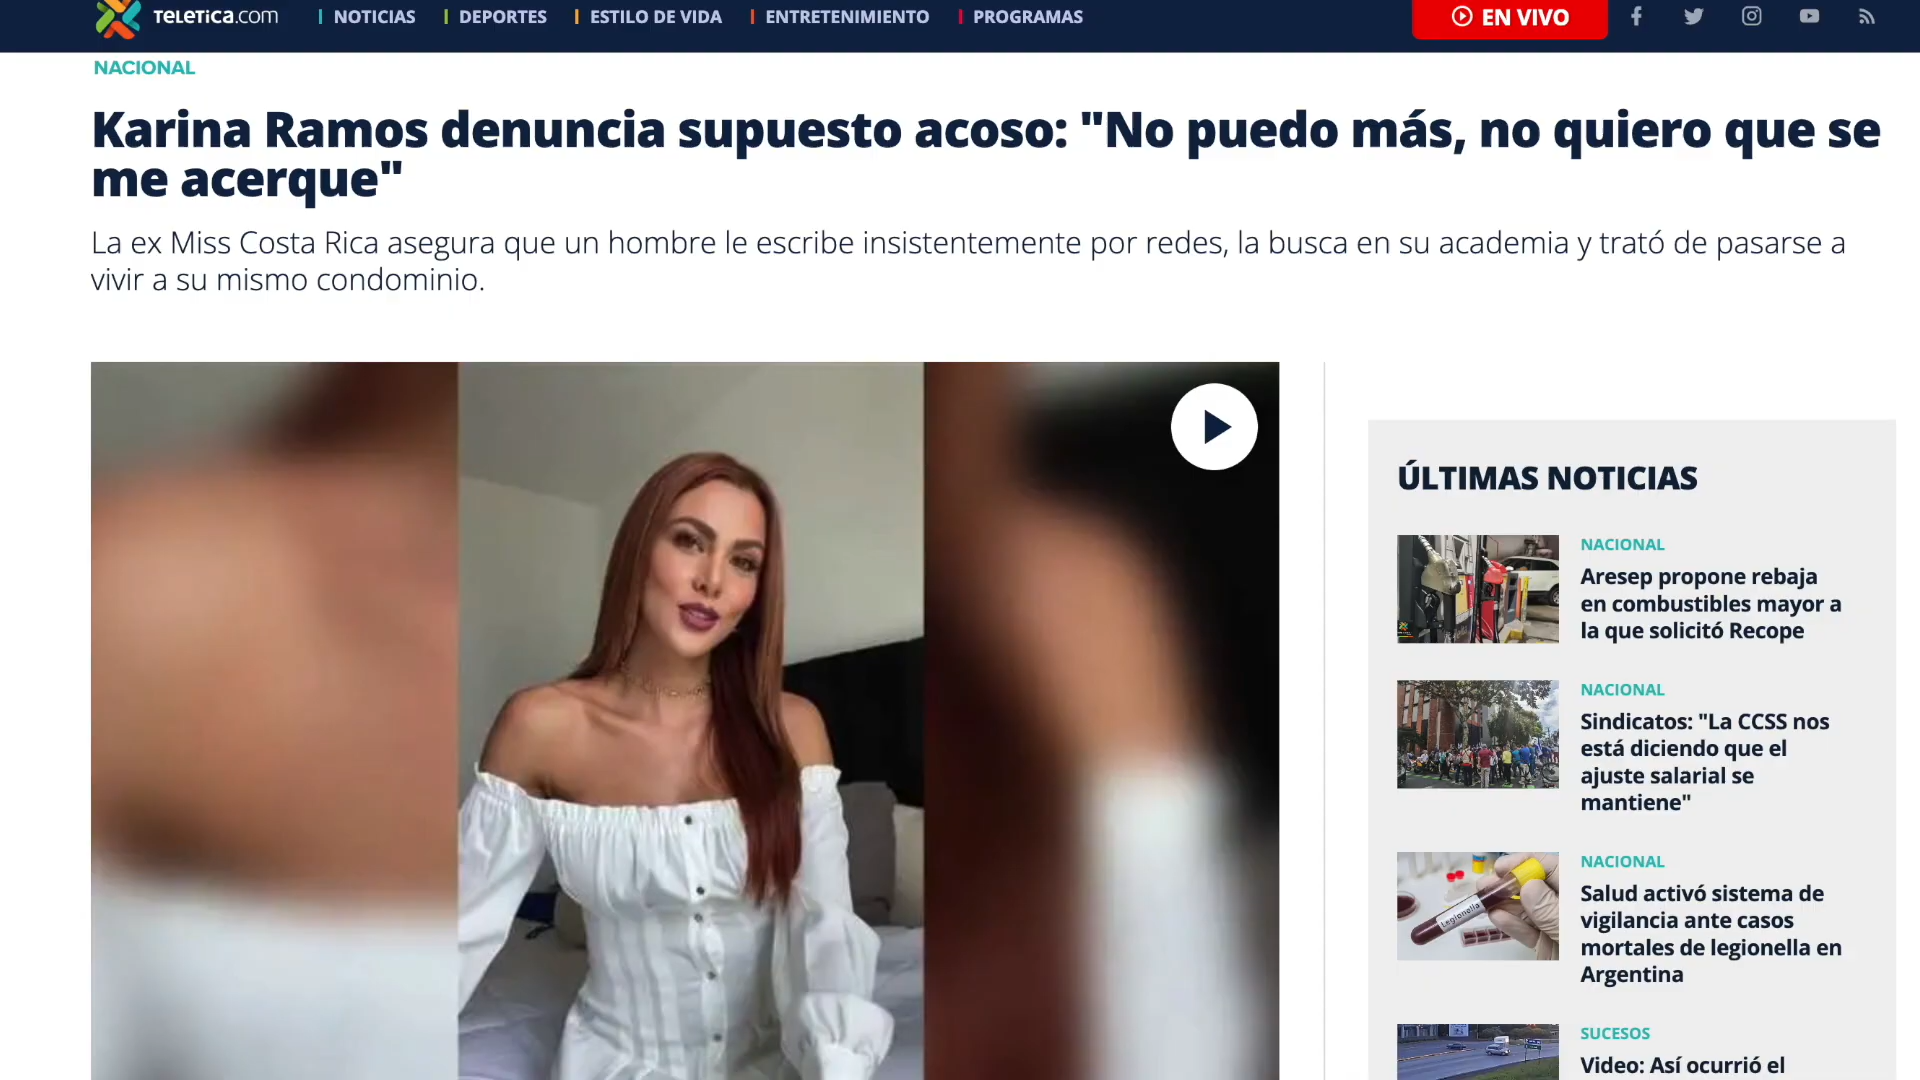 TELETICA.COM
NOTICIAS
DEPORTES
ESTILO DE VIDA
ENTRETENIMIENTO
PROGRAMAS
EN VIVO
NACIONAL
Karina Ramos denuncia supuesto acoso: "No puedo más, no quiero que se
me acerque"
La ex Miss Costa Rica asegura que un hombre le escribe insistentemente por redes, la busca en su academia y trató de pasarse a
vivir a su mismo condominio.
ÚLTIMAS NOTICIAS
NACIONAL
Aresep propone rebaja
en combustibles mayor a
la que solicitó Recope
NACIONAL
Sindicatos: "La CCSS nos
está diciendo que el
ajuste salarial se
mantiene"
NACIONAL
Salud activó sistema de
vigilancia ante casos
mortales de legionella en
Argentina
Legionella
SUCESOS
Video: Así ocurrió el